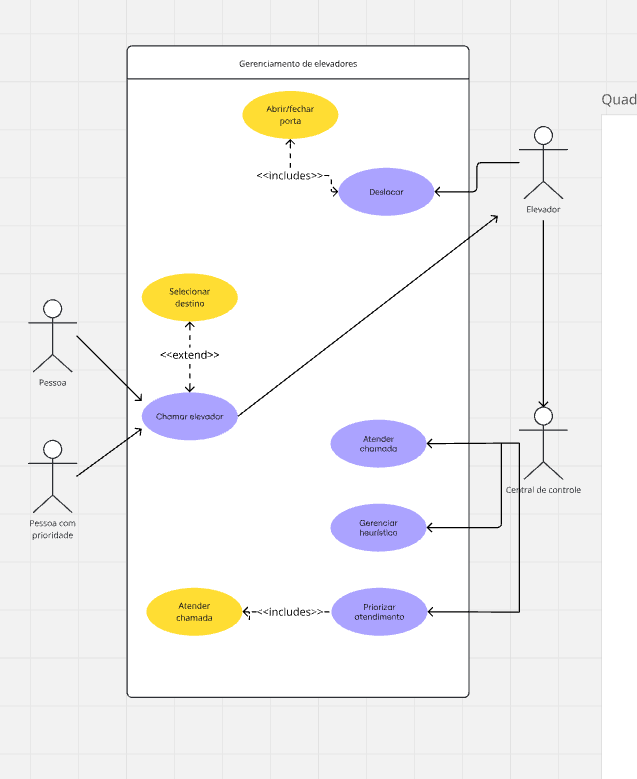 Gerenciamento de elevadores
Quad
Abrir/fechar
porta
<<includes>>
Deslocar
Elevador
Selecionar
destino
<<extend>>
Pessoa
Chamar elevador
Atender
chamada
Central de controle
Pessoa com
prioridade
Gerenciar
heurística
Atender
chamada
<<includes>>
Priorizar
atendimento